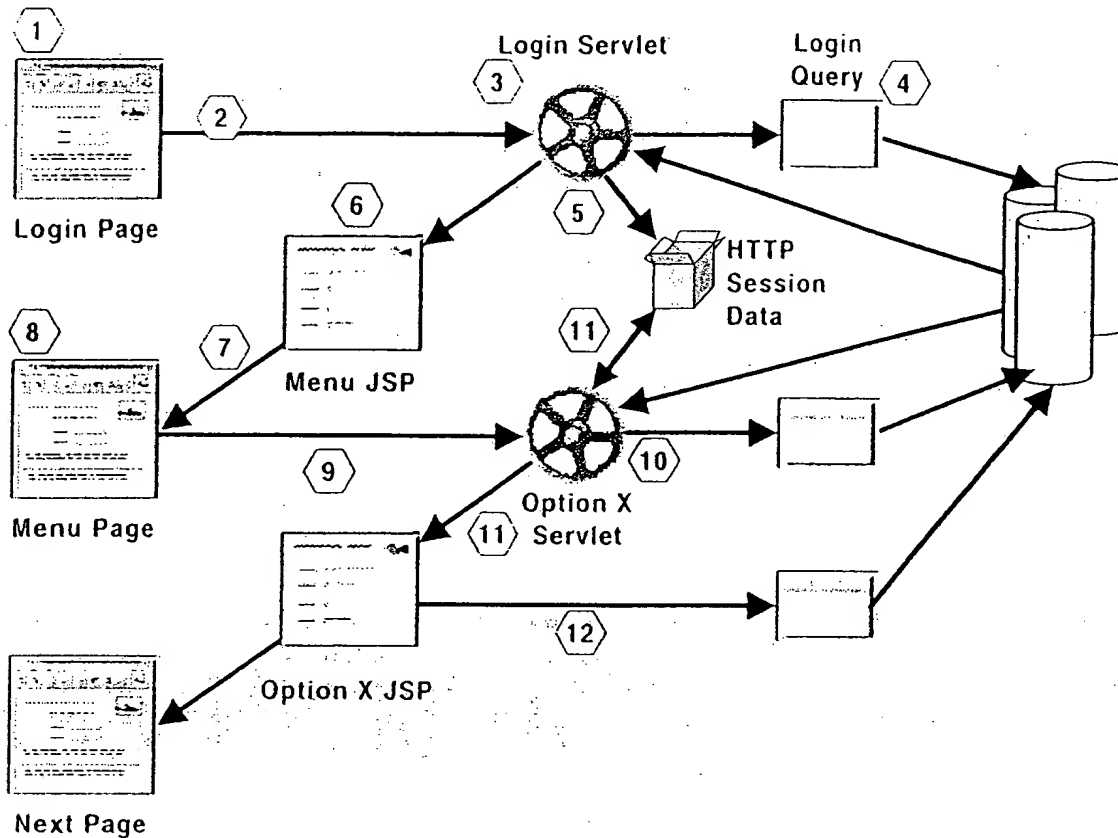 1
Login Servlet
Login
Query
4
3
2
Login Page
6
5
HTTP
Session
Data
11
8
7
Menu JSP
9
10
Menu Page
Option X
Servlet
11
12
Option X JSP
Next Page